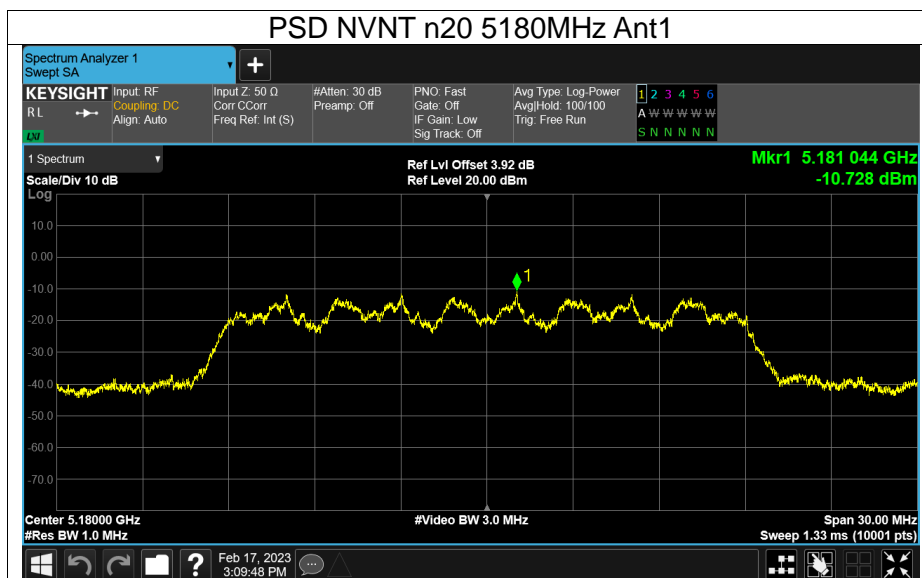 PSD NVNT n20 5180MHz Ant1
Spectrum Analyzer 1
Swept SA
+
KEYSIGHT
R L
LXI
Input: RF
Coupling: DC
Align: Auto
Input Z: 50 Ω
Corr CCorr
Freq Ref: Int (S)
#Atten: 30 dB
Preamp: Off
PNO: Fast
Gate: Off
IF Gain: Low
Sig Track: Off
Avg Type: Log-Power
Avg|Hold: 100/100
Trig: Free Run
1 2 3 4 5 6
A W W W W W
S N N N N N
1 Spectrum
Scale/Div 10 dB
Log
Ref Lvl Offset 3.92 dB
Ref Level 20.00 dBm
Mkr1 5.181 044 GHz
-10.728 dBm
10.0
0.00
-10.0
-20.0
-30.0
-40.0
-50.0
-60.0
-70.0
1
Center 5.18000 GHz
#Res BW 1.0 MHz
#Video BW 3.0 MHz
Span 30.00 MHz
Sweep 1.33 ms (10001 pts)
?
Feb 17, 2023
3:09:48 PM